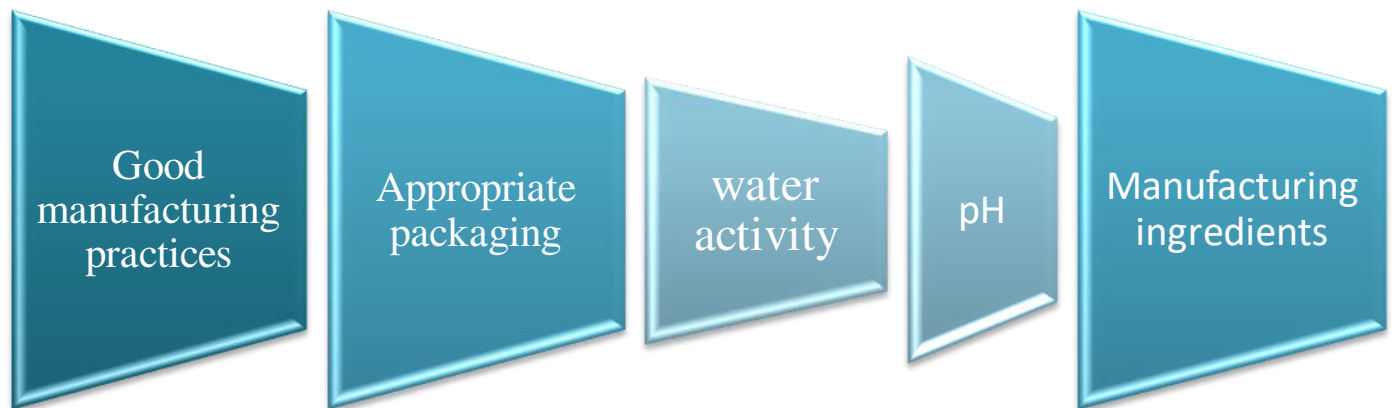 Good
manufacturing
practices
Appropriate
packaging
water
activity
pH
Manufacturing
ingredients